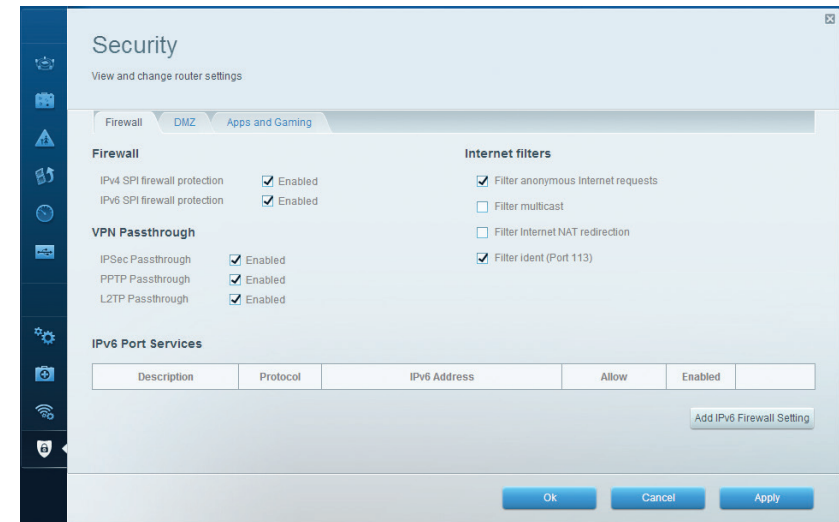 Security
View and change router settings
Firewall
DMZ
Apps and Gaming
Firewall
IPv4 SPI firewall protection Enabled
IPv6 SPI firewall protection Enabled
VPN Passthrough
IPSec Passthrough Enabled
PPTP Passthrough Enabled
L2TP Passthrough Enabled
Internet filters
Filter anonymous Internet requests
Filter multicast
Filter Internet NAT redirection
Filter ident (Port 113)
IPv6 Port Services
Description Protocol IPv6 Address Allow Enabled
Add IPv6 Firewall Setting
Ok Cancel Apply